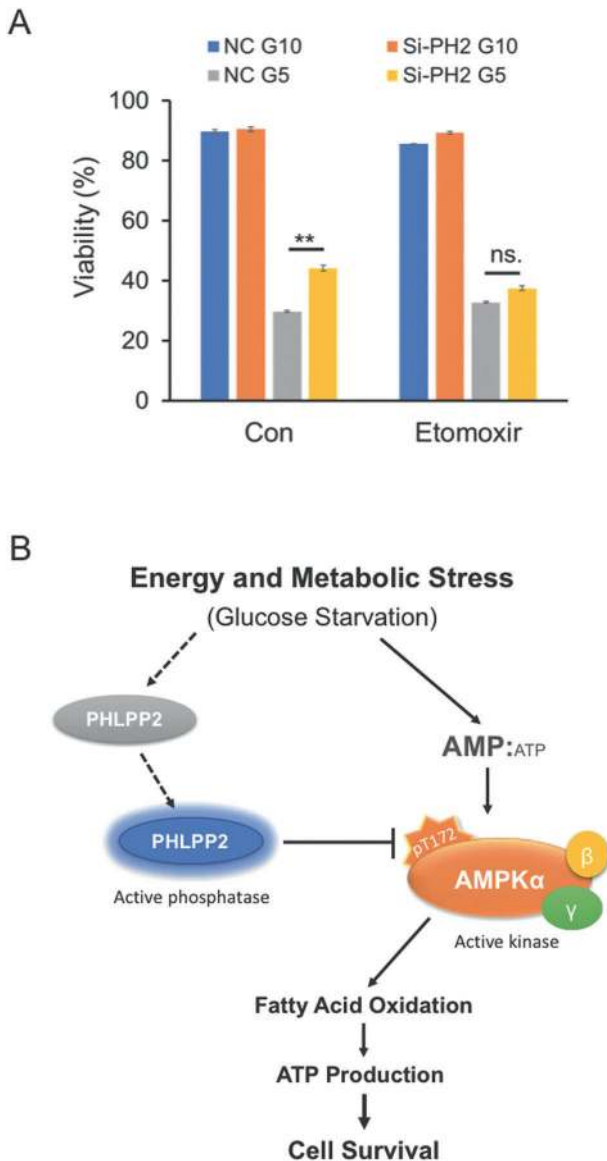 A
NC G10 Si-PH2 G10
NC G5 Si-PH2 G5
100
80
60
40
20
0
Viability (%)
**
ns.
Con Etomoxir
B
Energy and Metabolic Stress
(Glucose Starvation)
PHLPP2
AMP:ATP
PHLPP2
Active phosphatase
pT172
AMPKα
β
γ
Active kinase
Fatty Acid Oxidation
ATP Production
Cell Survival